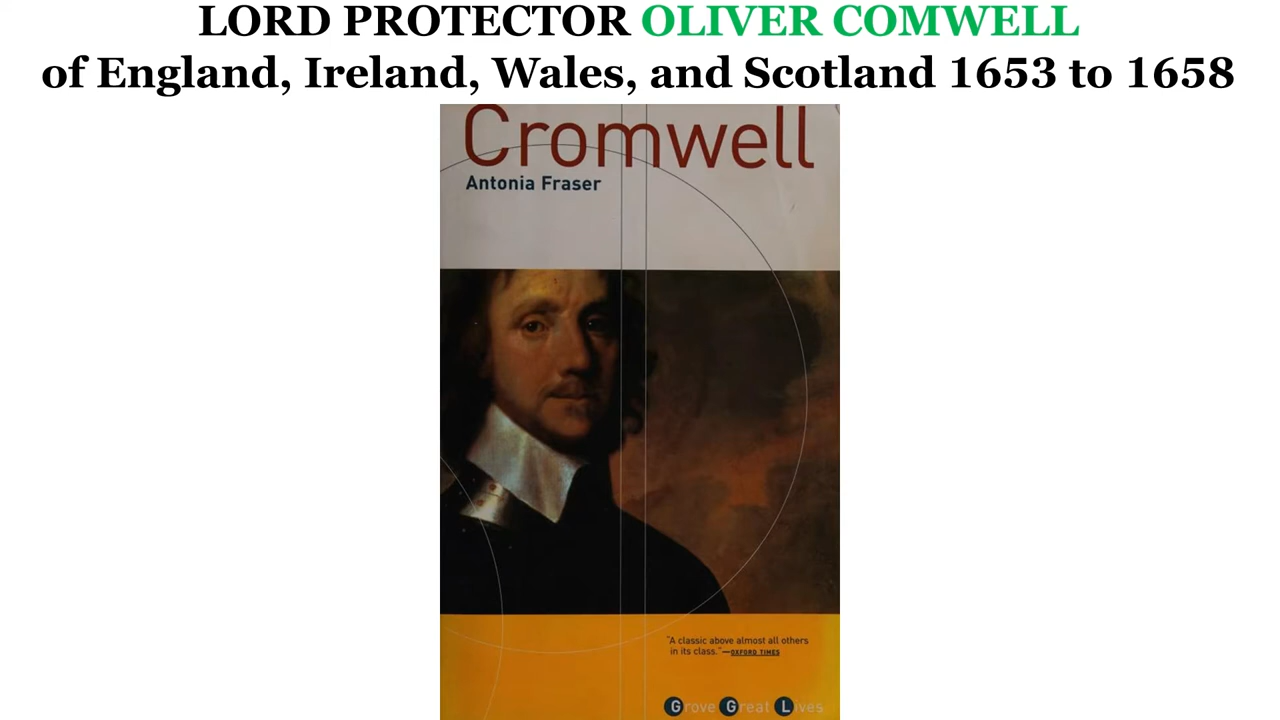 LORD PROTECTOR OLIVER COMWELL
of England, Ireland, Wales, and Scotland 1653 to 1658
Cromwell
Antonia Fraser
"A classic above almost all others
in its class."—OXFORD TIMES
Grove Great Lives